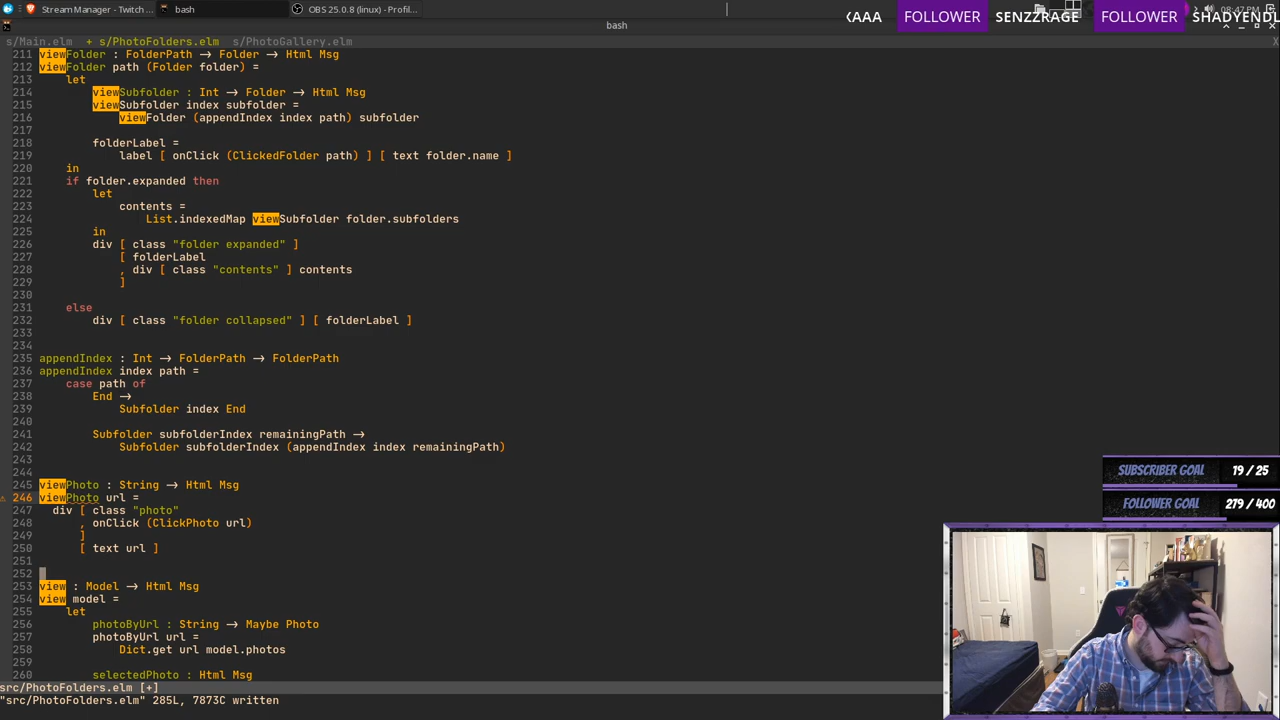 Stream Manager - Twitch
bash
OBS 25.0.8 (linux) - Profil...
08:47 PM
bash
KAAA FOLLOWER SENZZRAGE FOLLOWER SHADYENDL
s/Main.elm + s/PhotoFolders.elm s/PhotoGallery.elm X
211 viewFolder : FolderPath → Folder → Html Msg
212 viewFolder path (Folder folder) =
213 let
214 viewSubfolder : Int → Folder → Html Msg
215 viewSubfolder index subfolder =
216 viewFolder (appendIndex index path) subfolder
217
218 folderLabel =
219 label [ onClick (ClickedFolder path) ] [ text folder.name ]
220 in
221 if folder.expanded then
222 let
223 contents =
224 List.indexedMap viewSubfolder folder.subfolders
225 in
226 div [ class "folder expanded" ]
227 [ folderLabel
228 , div [ class "contents" ] contents
229 ]
230
231 else
232 div [ class "folder collapsed" ] [ folderLabel ]
233
234
235 appendIndex : Int → FolderPath → FolderPath
236 appendIndex index path =
237 case path of
238 End →
239 Subfolder index End
240
241 Subfolder subfolderIndex remainingPath →
242 Subfolder subfolderIndex (appendIndex index remainingPath)
243
244
245 viewPhoto : String → Html Msg
246 viewPhoto url =
247 div [ class "photo"
248 , onClick (ClickPhoto url)
249 ]
250 [ text url ]
251
252
253 view : Model → Html Msg
254 view model =
255 let
256 photoByUrl : String → Maybe Photo
257 photoByUrl url =
258 Dict.get url model.photos
259
260 selectedPhoto : Html Msg
src/PhotoFolders.elm [+]
"src/PhotoFolders.elm" 285L, 7873C written
SUBSCRIBER GOAL 19 / 25
FOLLOWER GOAL 279 / 400